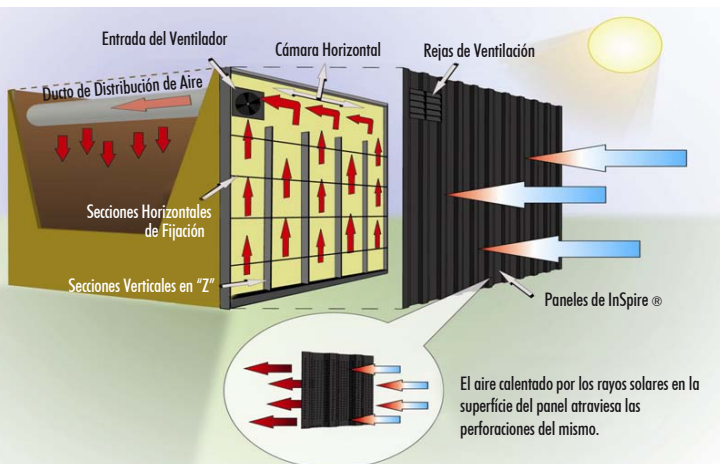 Entrada del Ventilador
Cámara Horizontal
Rejas de Ventilación
Ducto de Distribución de Aire
Secciones Horizontales
de Fijación
Secciones Verticales en "Z"
Paneles de InSpire ®
El aire calentado por los rayos solares en la
superfície del panel atraviesa las
perforaciones del mismo.